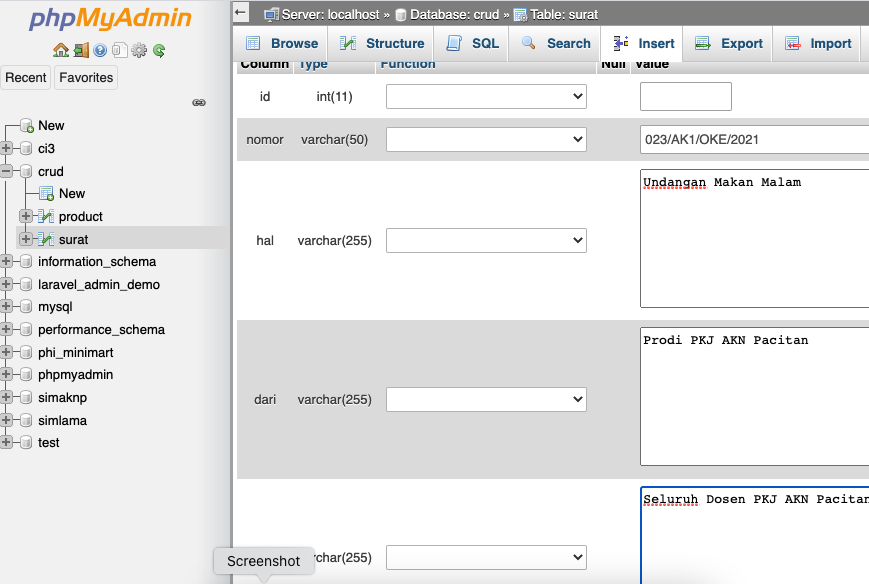 phpMyAdmin
Recent Favorites
New
ci3
crud
New
product
surat
information_schema
laravel_admin_demo
mysql
performance_schema
phi_minimart
phpmyadmin
simaknp
simlama
test
Server: localhost » Database: crud » Table: surat
Browse Structure SQL Search Insert Export Import
Column Type Function Null Value
id int(11)
nomor varchar(50) 023/AK1/OKE/2021
hal varchar(255) Undangan Makan Malam
dari varchar(255) Prodi PKJ AKN Pacitan
rchar(255) Seluruh Dosen PKJ AKN Pacitan
Screenshot